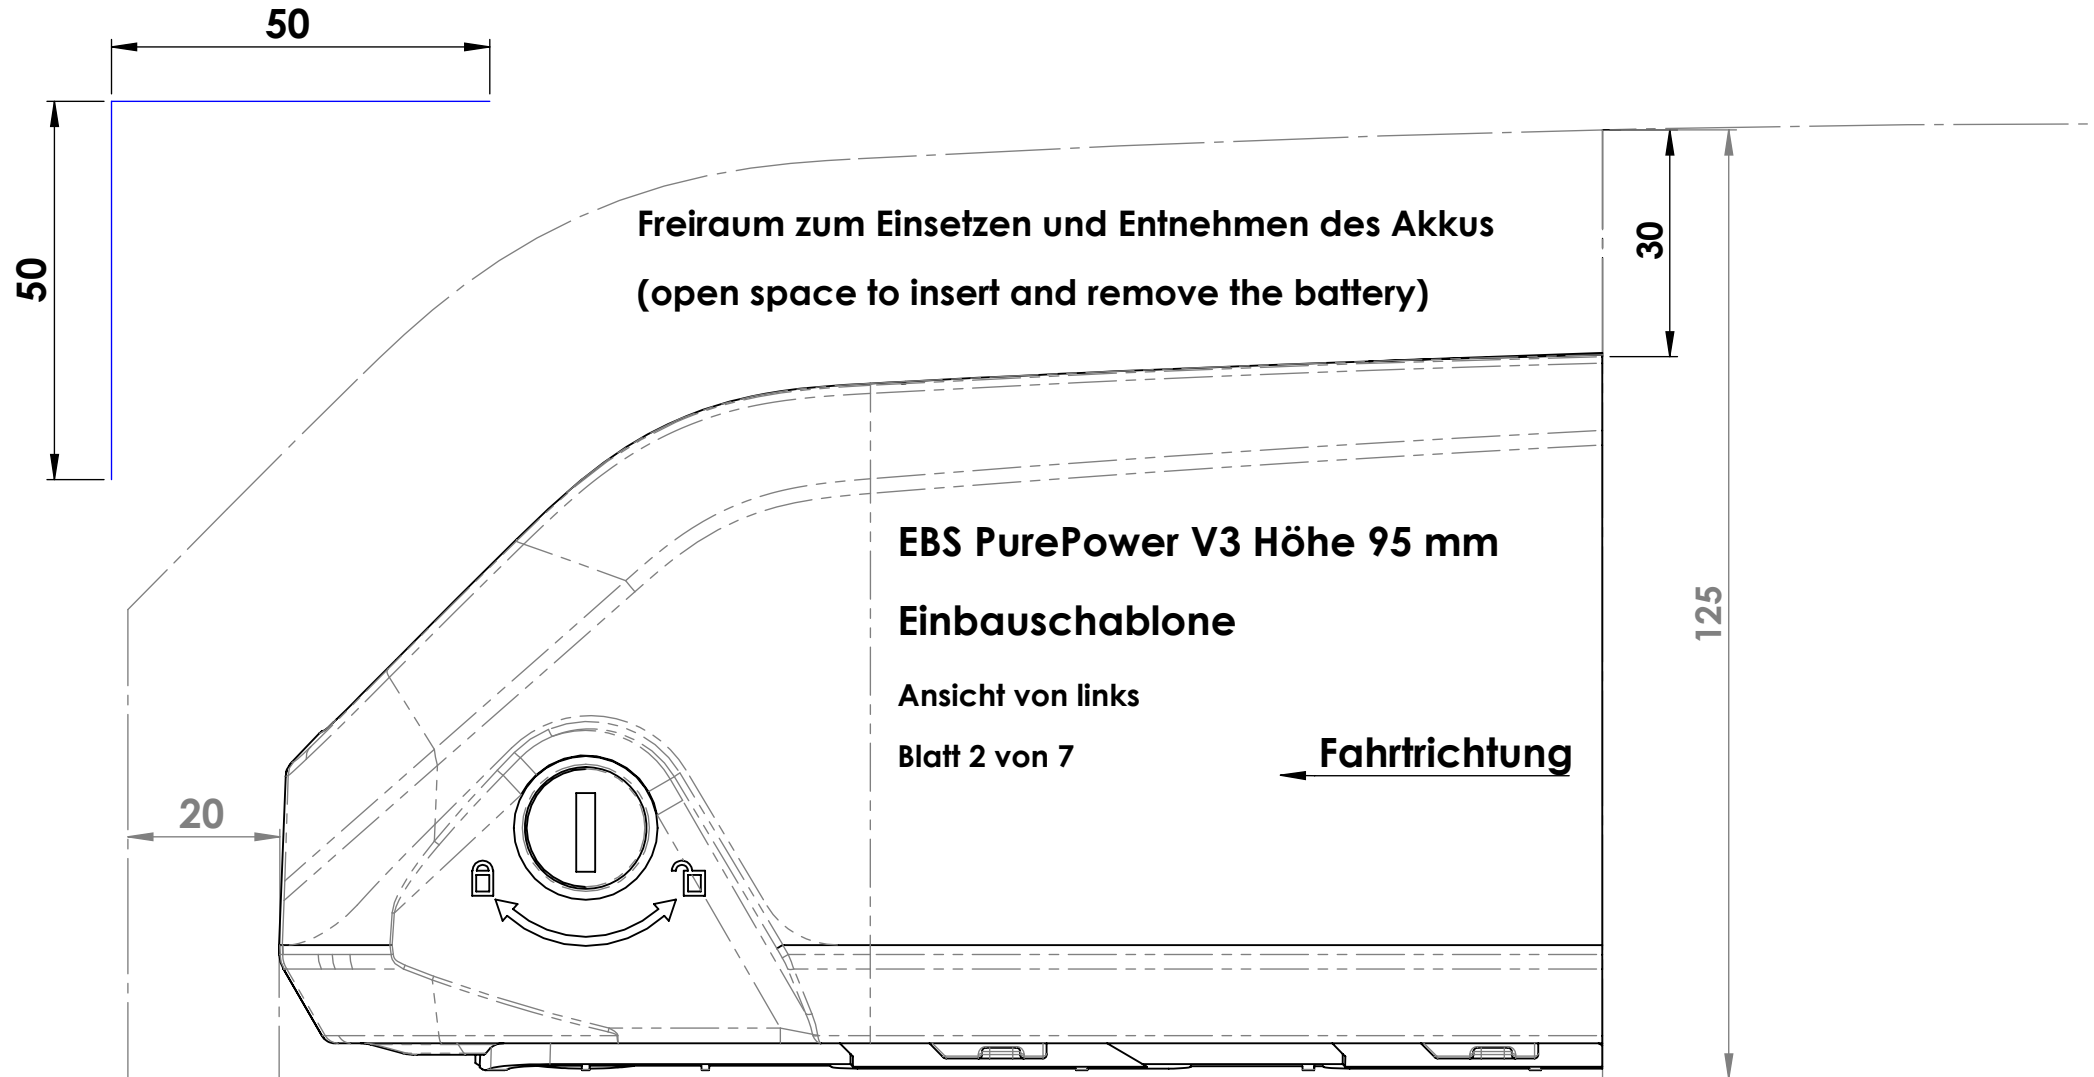 50
50
Freiraum zum Einsetzen und Entnehmen des Akkus
(open space to insert and remove the battery)
30
EBS PurePower V3 Höhe 95 mm
Einbauschablone
125
Ansicht von links
Blatt 2 von 7
Fahrtrichtung
20